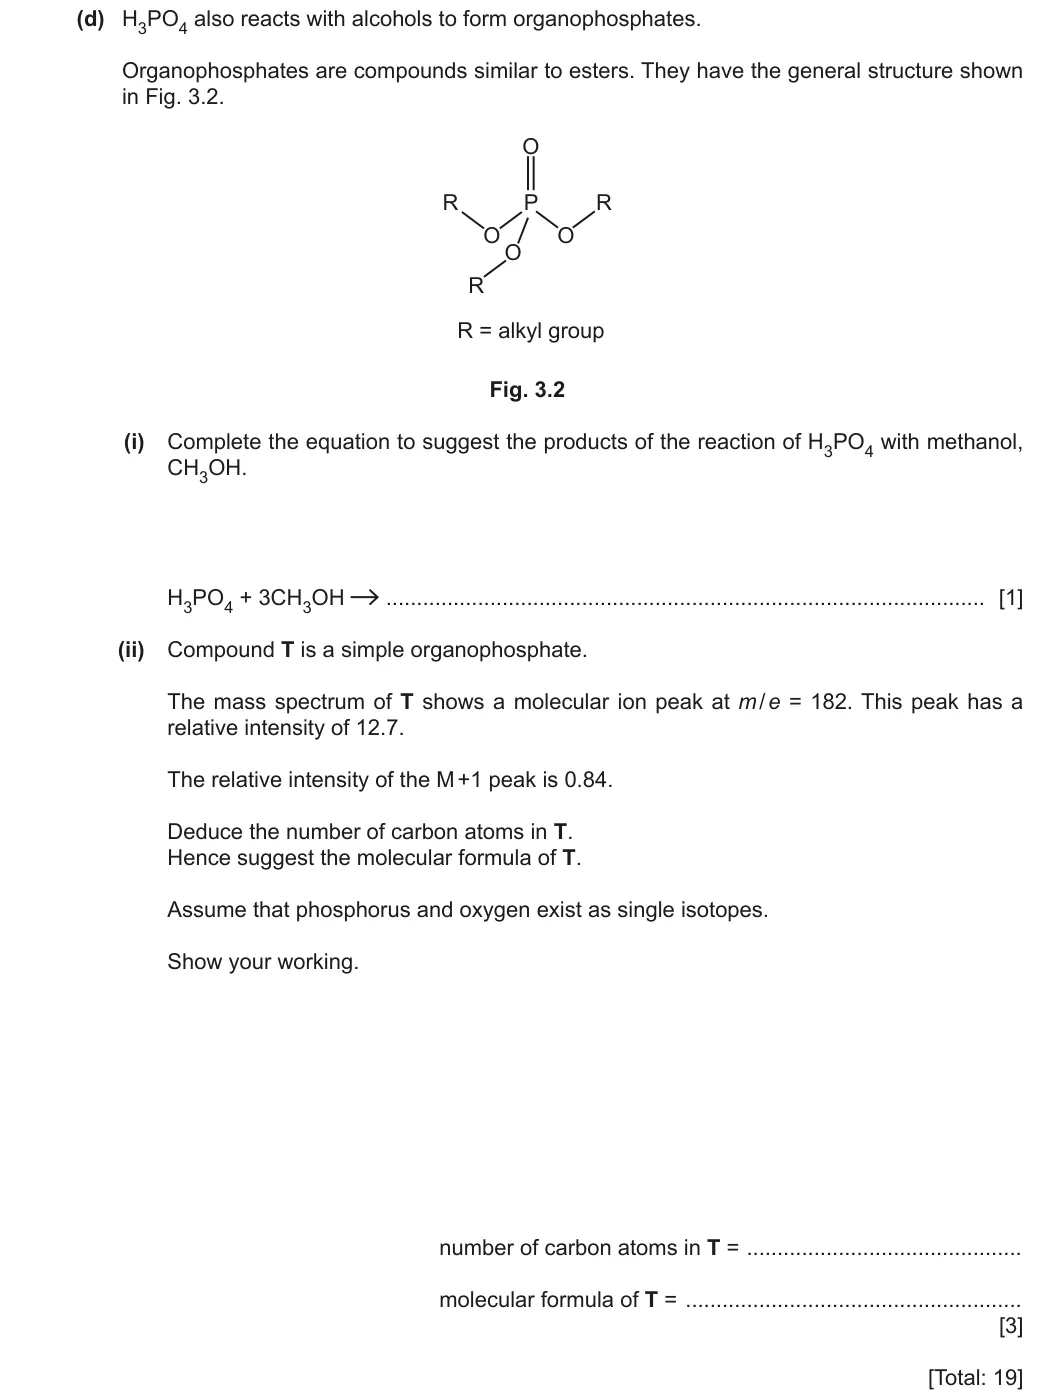 (d) H3PO4 also reacts with alcohols to form organophosphates.
Organophosphates are compounds similar to esters. They have the general structure shown
in Fig. 3.2.
O
R P R
O O
O
R
R = alkyl group
Fig. 3.2
(i) Complete the equation to suggest the products of the reaction of H3PO4 with methanol,
CH3OH.
H3PO4 + 3CH3OH → .................................................................................................. [1]
(ii) Compound T is a simple organophosphate.
The mass spectrum of T shows a molecular ion peak at m/e = 182. This peak has a
relative intensity of 12.7.
The relative intensity of the M+1 peak is 0.84.
Deduce the number of carbon atoms in T.
Hence suggest the molecular formula of T.
Assume that phosphorus and oxygen exist as single isotopes.
Show your working.
number of carbon atoms in T = .............................................
molecular formula of T = .......................................................
[3]
[Total: 19]